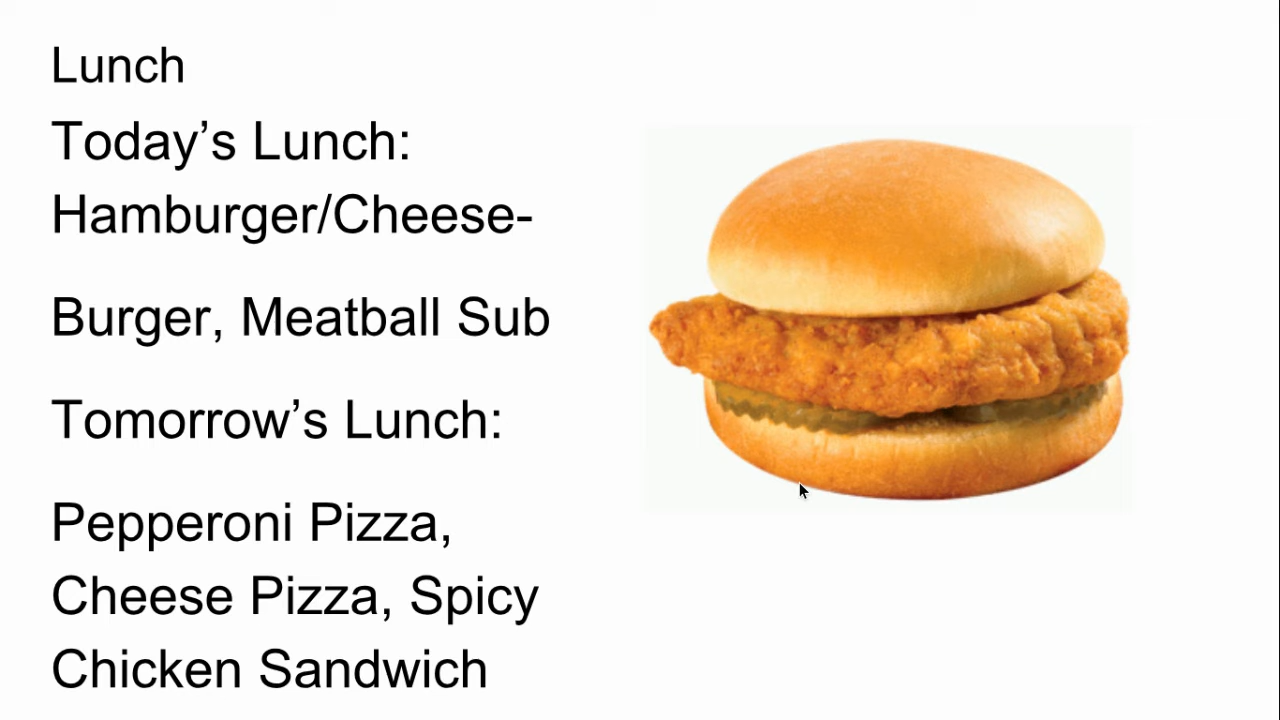 Lunch
Today’s Lunch:
Hamburger/Cheese-
Burger, Meatball Sub
Tomorrow’s Lunch:
Pepperoni Pizza,
Cheese Pizza, Spicy
Chicken Sandwich